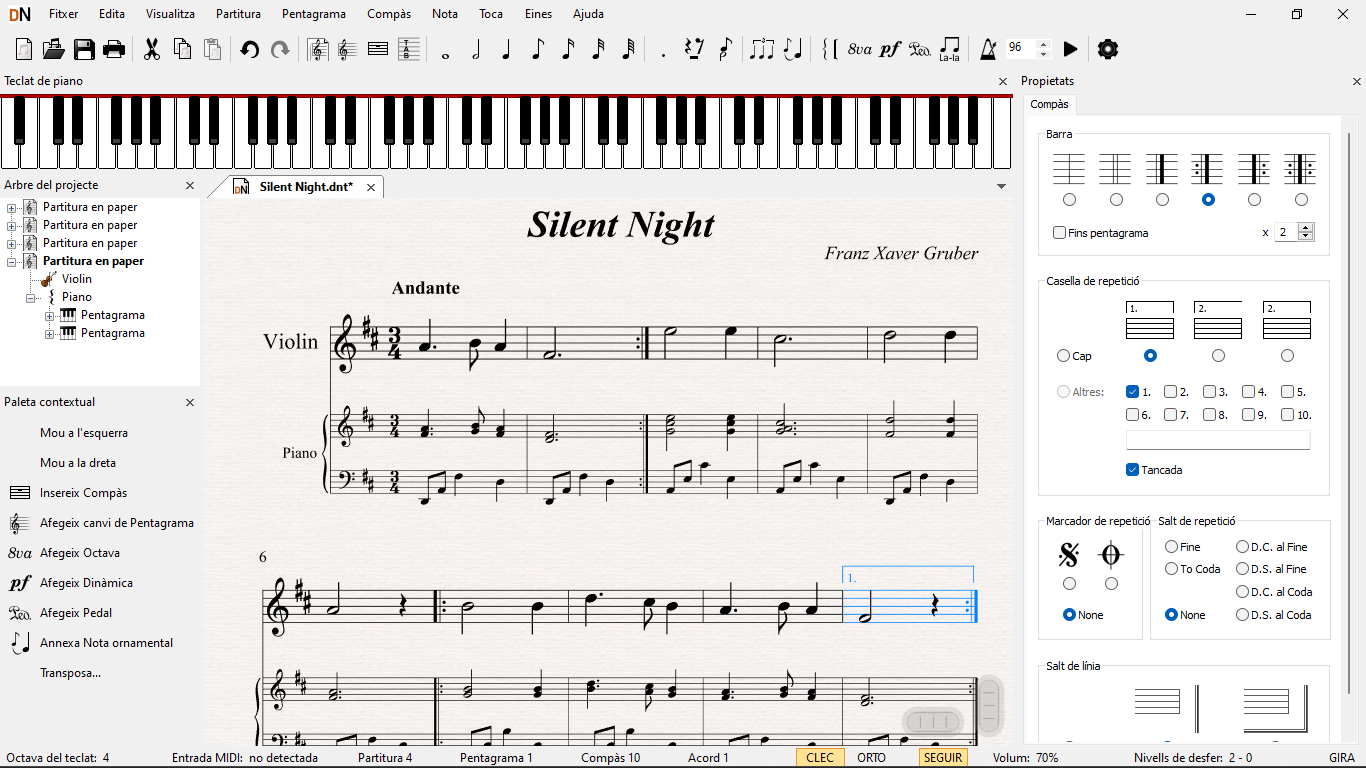 DN Fitxer Edita Visualitza Partitura Pentagrama Compàs Nota Toca Eines Ajuda
8va pf Ped. La-la 96
Teclat de piano
Arbre del projecte
Partitura en paper
Partitura en paper
Partitura en paper
Partitura en paper
Violin
Piano
Pentagrama
Pentagrama
Paleta contextual
Mou a l'esquerra
Mou a la dreta
Insereix Compàs
Afegeix canvi de Pentagrama
8va Afegeix Octava
pf Afegeix Dinàmica
Ped. Afegeix Pedal
Annexa Nota ornamental
Transposa...
DN Silent Night.dnt*
Silent Night
Franz Xaver Gruber
Andante
Violin
3
4
Piano
3
4
3
4
6
1.
Propietats
Compàs
Barra
Fins pentagrama x 2
Casella de repetició
1. 2. 2.
Cap
Altres: 1. 2. 3. 4. 5.
6. 7. 8. 9. 10.
Tancada
Marcador de repetició
None
Salt de repetició
Fine D.C. al Fine
To Coda D.S. al Fine
D.C. al Coda
None D.S. al Coda
Salt de línia
Octava del teclat: 4 Entrada MIDI: no detectada Partitura 4 Pentagrama 1 Compàs 10 Acord 1 CLEC ORTO SEGUIR Volum: 70% Nivells de desfer: 2 - 0 GIRA